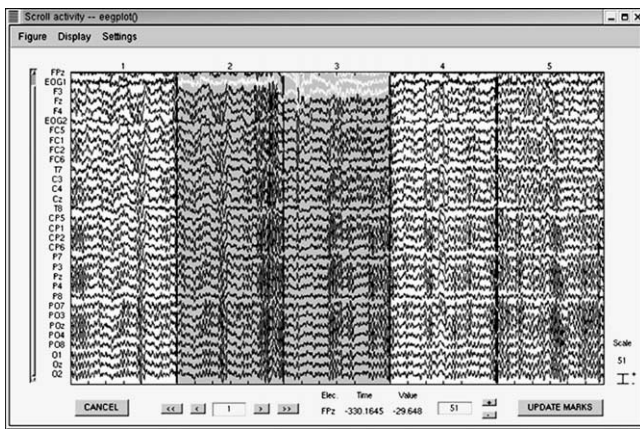 Scroll activity -- eegplot()
Figure Display Settings
1 2 3 4 5
FPz
EOG1
F3
Fz
F4
EOG2
FC5
FC1
FC2
FC6
T7
C3
C4
Cz
T8
CP5
CP1
CP2
CP6
P7
P3
Pz
P4
P8
PO7
PO3
POz
PO4
PO8
O1
Oz
O2
Scale
51
+
-
Elec. Time Value
CANCEL << < 1 > >> FPz -330.1645 -29.648 51 + - UPDATE MARKS